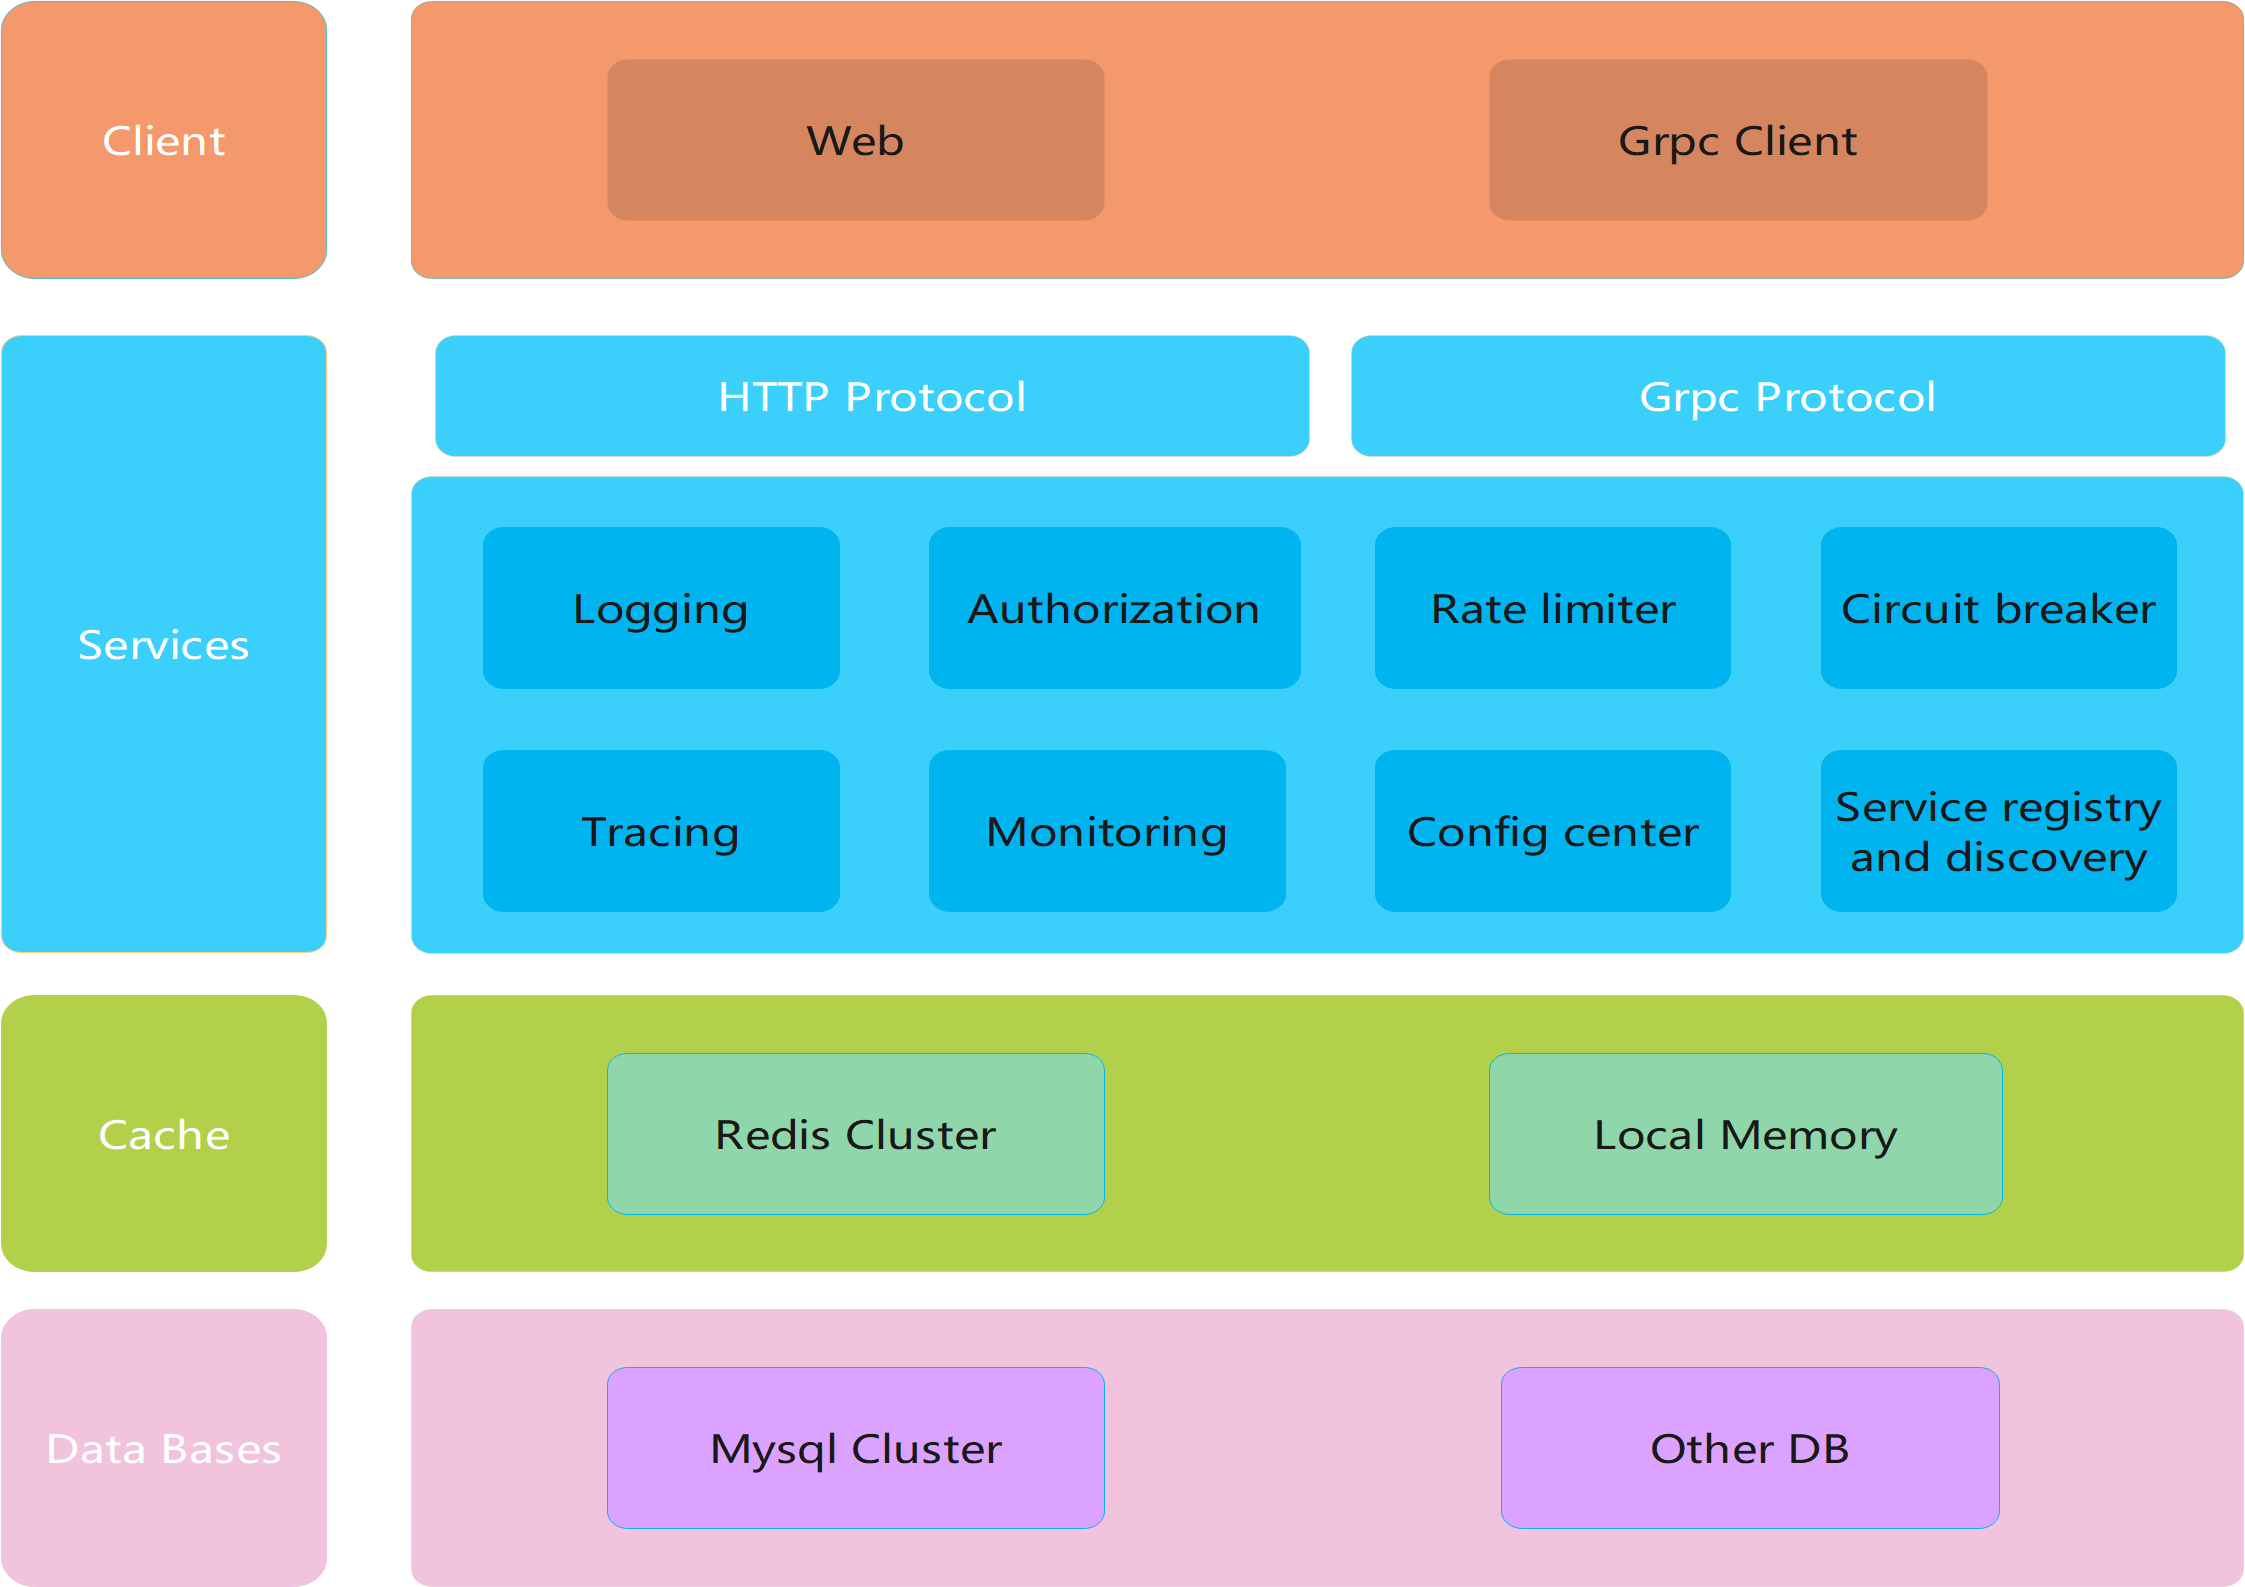 Client
Web
Grpc Client
HTTP Protocol
Grpc Protocol
Services
Logging
Authorization
Rate limiter
Circuit breaker
Tracing
Monitoring
Config center
Service registry
and discovery
Cache
Redis Cluster
Local Memory
Data Bases
Mysql Cluster
Other DB